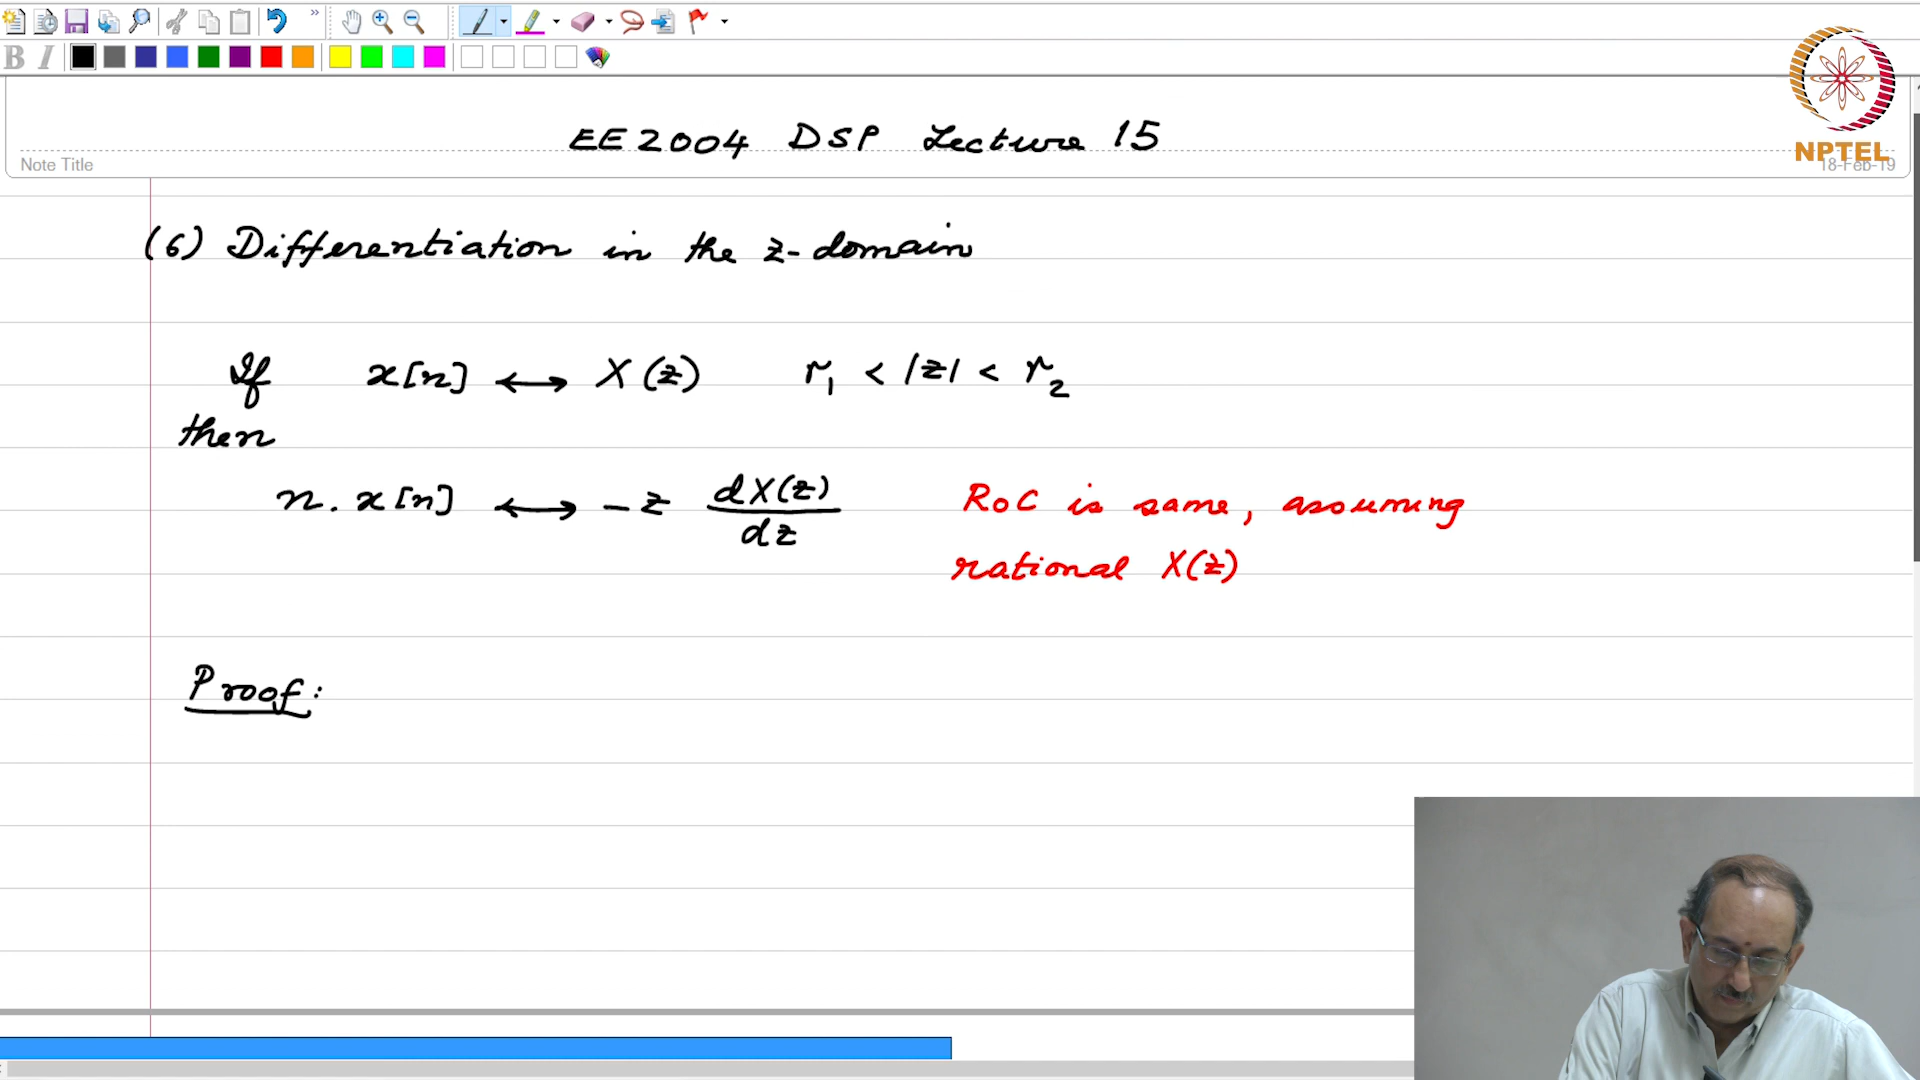 B I
NPTEL
EE2004 DSP Lecture 15
Note Title
18-Feb-19
(6) Differentiation in the z-domain
If x[n] ↔ X(z) r₁ < |z| < r₂
then
n. x[n] ↔ -z dX(z)/dz RoC is same, assuming
rational X(z)
Proof: